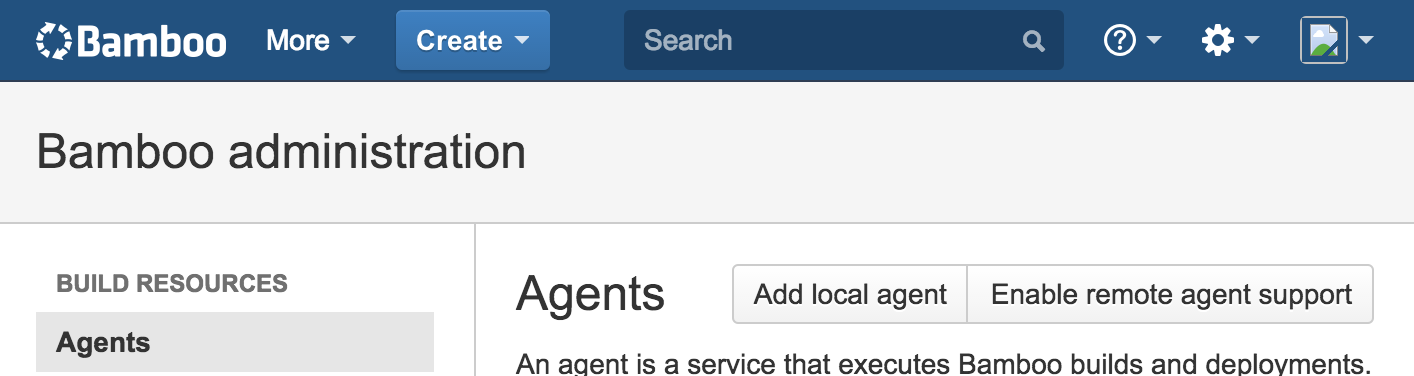 Bamboo More Create Search
Bamboo administration
BUILD RESOURCES
Agents
Agents Add local agent Enable remote agent support
An agent is a service that executes Bamboo builds and deployments.